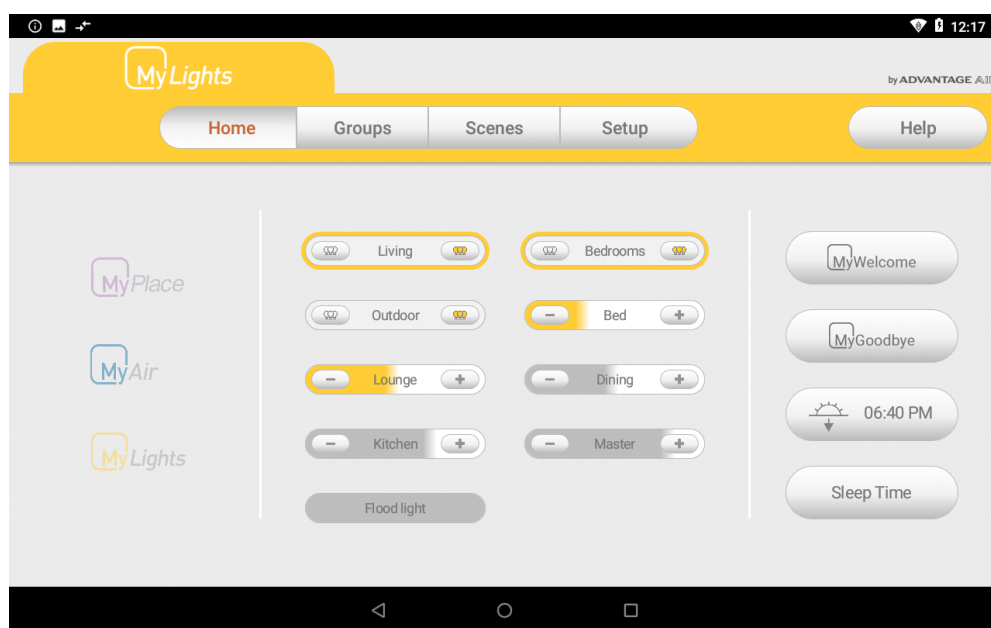 12:17
MyLights
by ADVANTAGE AIR
Home Groups Scenes Setup Help
MyPlace
MyAir
MyLights
Living Bedrooms
Outdoor Bed
Lounge Dining
Kitchen Master
Flood light
MyWelcome
MyGoodbye
06:40 PM
Sleep Time